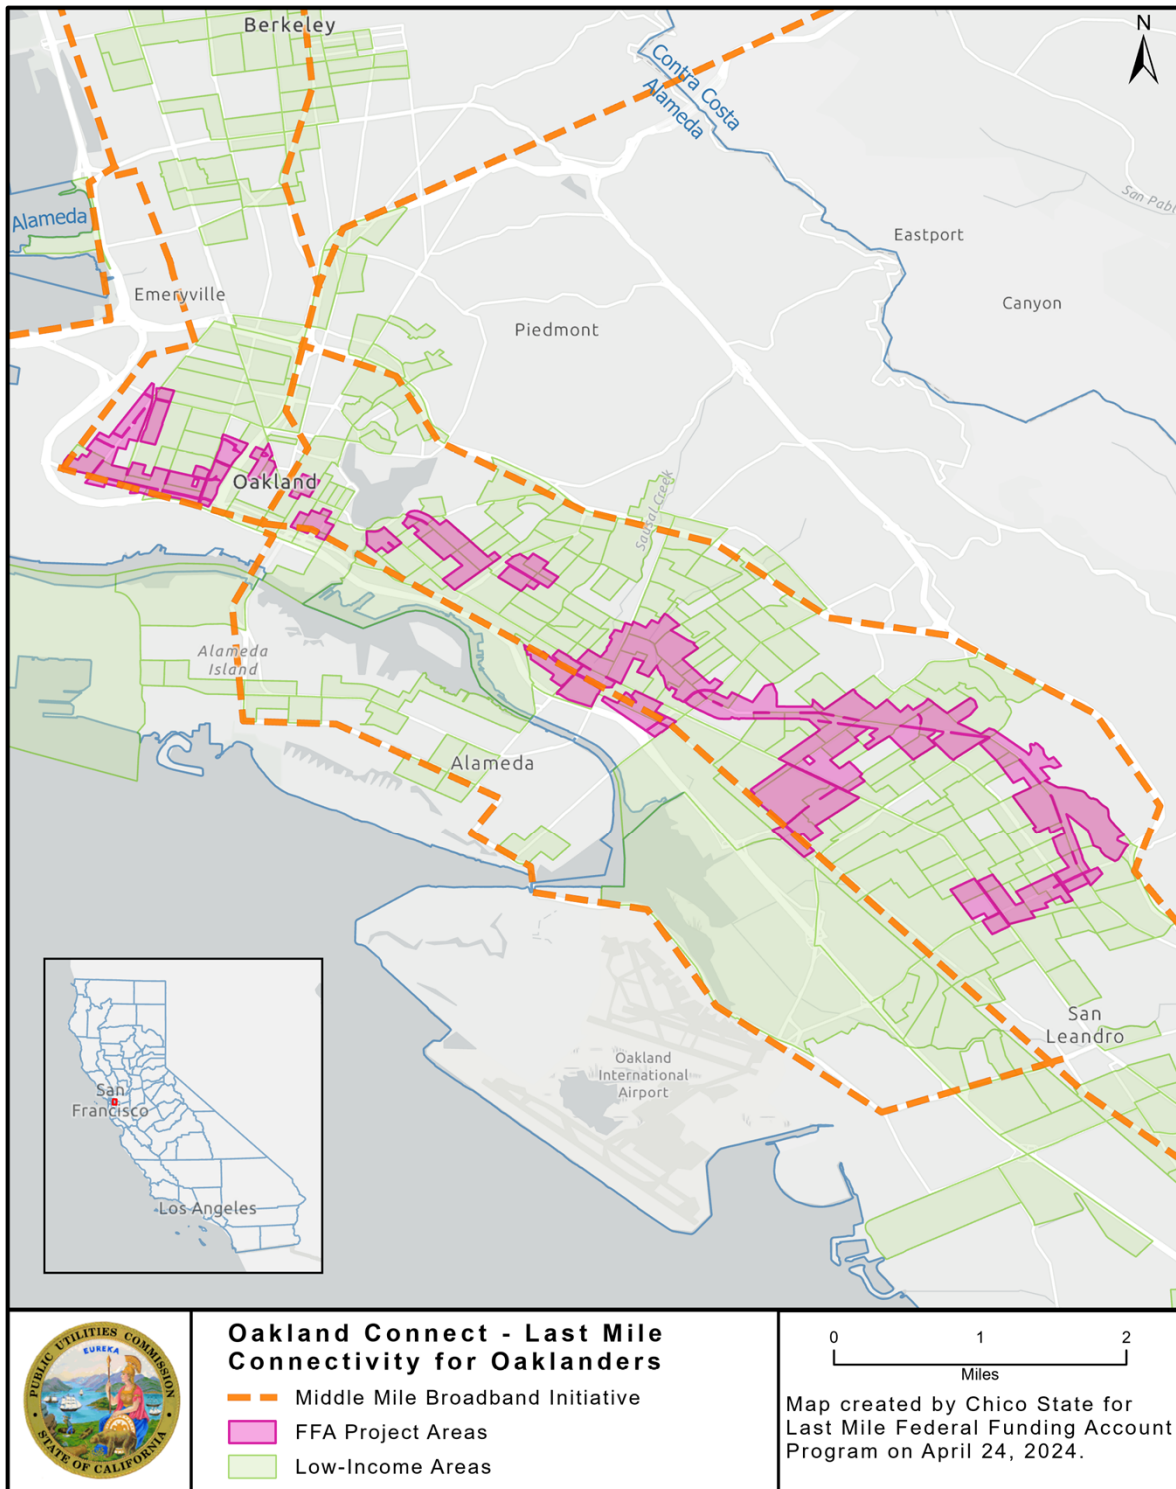 Berkeley
N
Contra Costa
Alameda
San Pabl
Alameda
Eastport
Emeryville
Canyon
Piedmont
Oakland
Sausal Creek
Alameda
Island
Alameda
San
Leandro
Oakland
International
Airport
San
Francisco
Los Angeles
PUBLIC UTILITIES COMMISSION
EUREKA
STATE OF CALIFORNIA
Oakland Connect - Last Mile
Connectivity for Oaklanders
Middle Mile Broadband Initiative
FFA Project Areas
Low-Income Areas
0 1 2
Miles
Map created by Chico State for
Last Mile Federal Funding Account
Program on April 24, 2024.